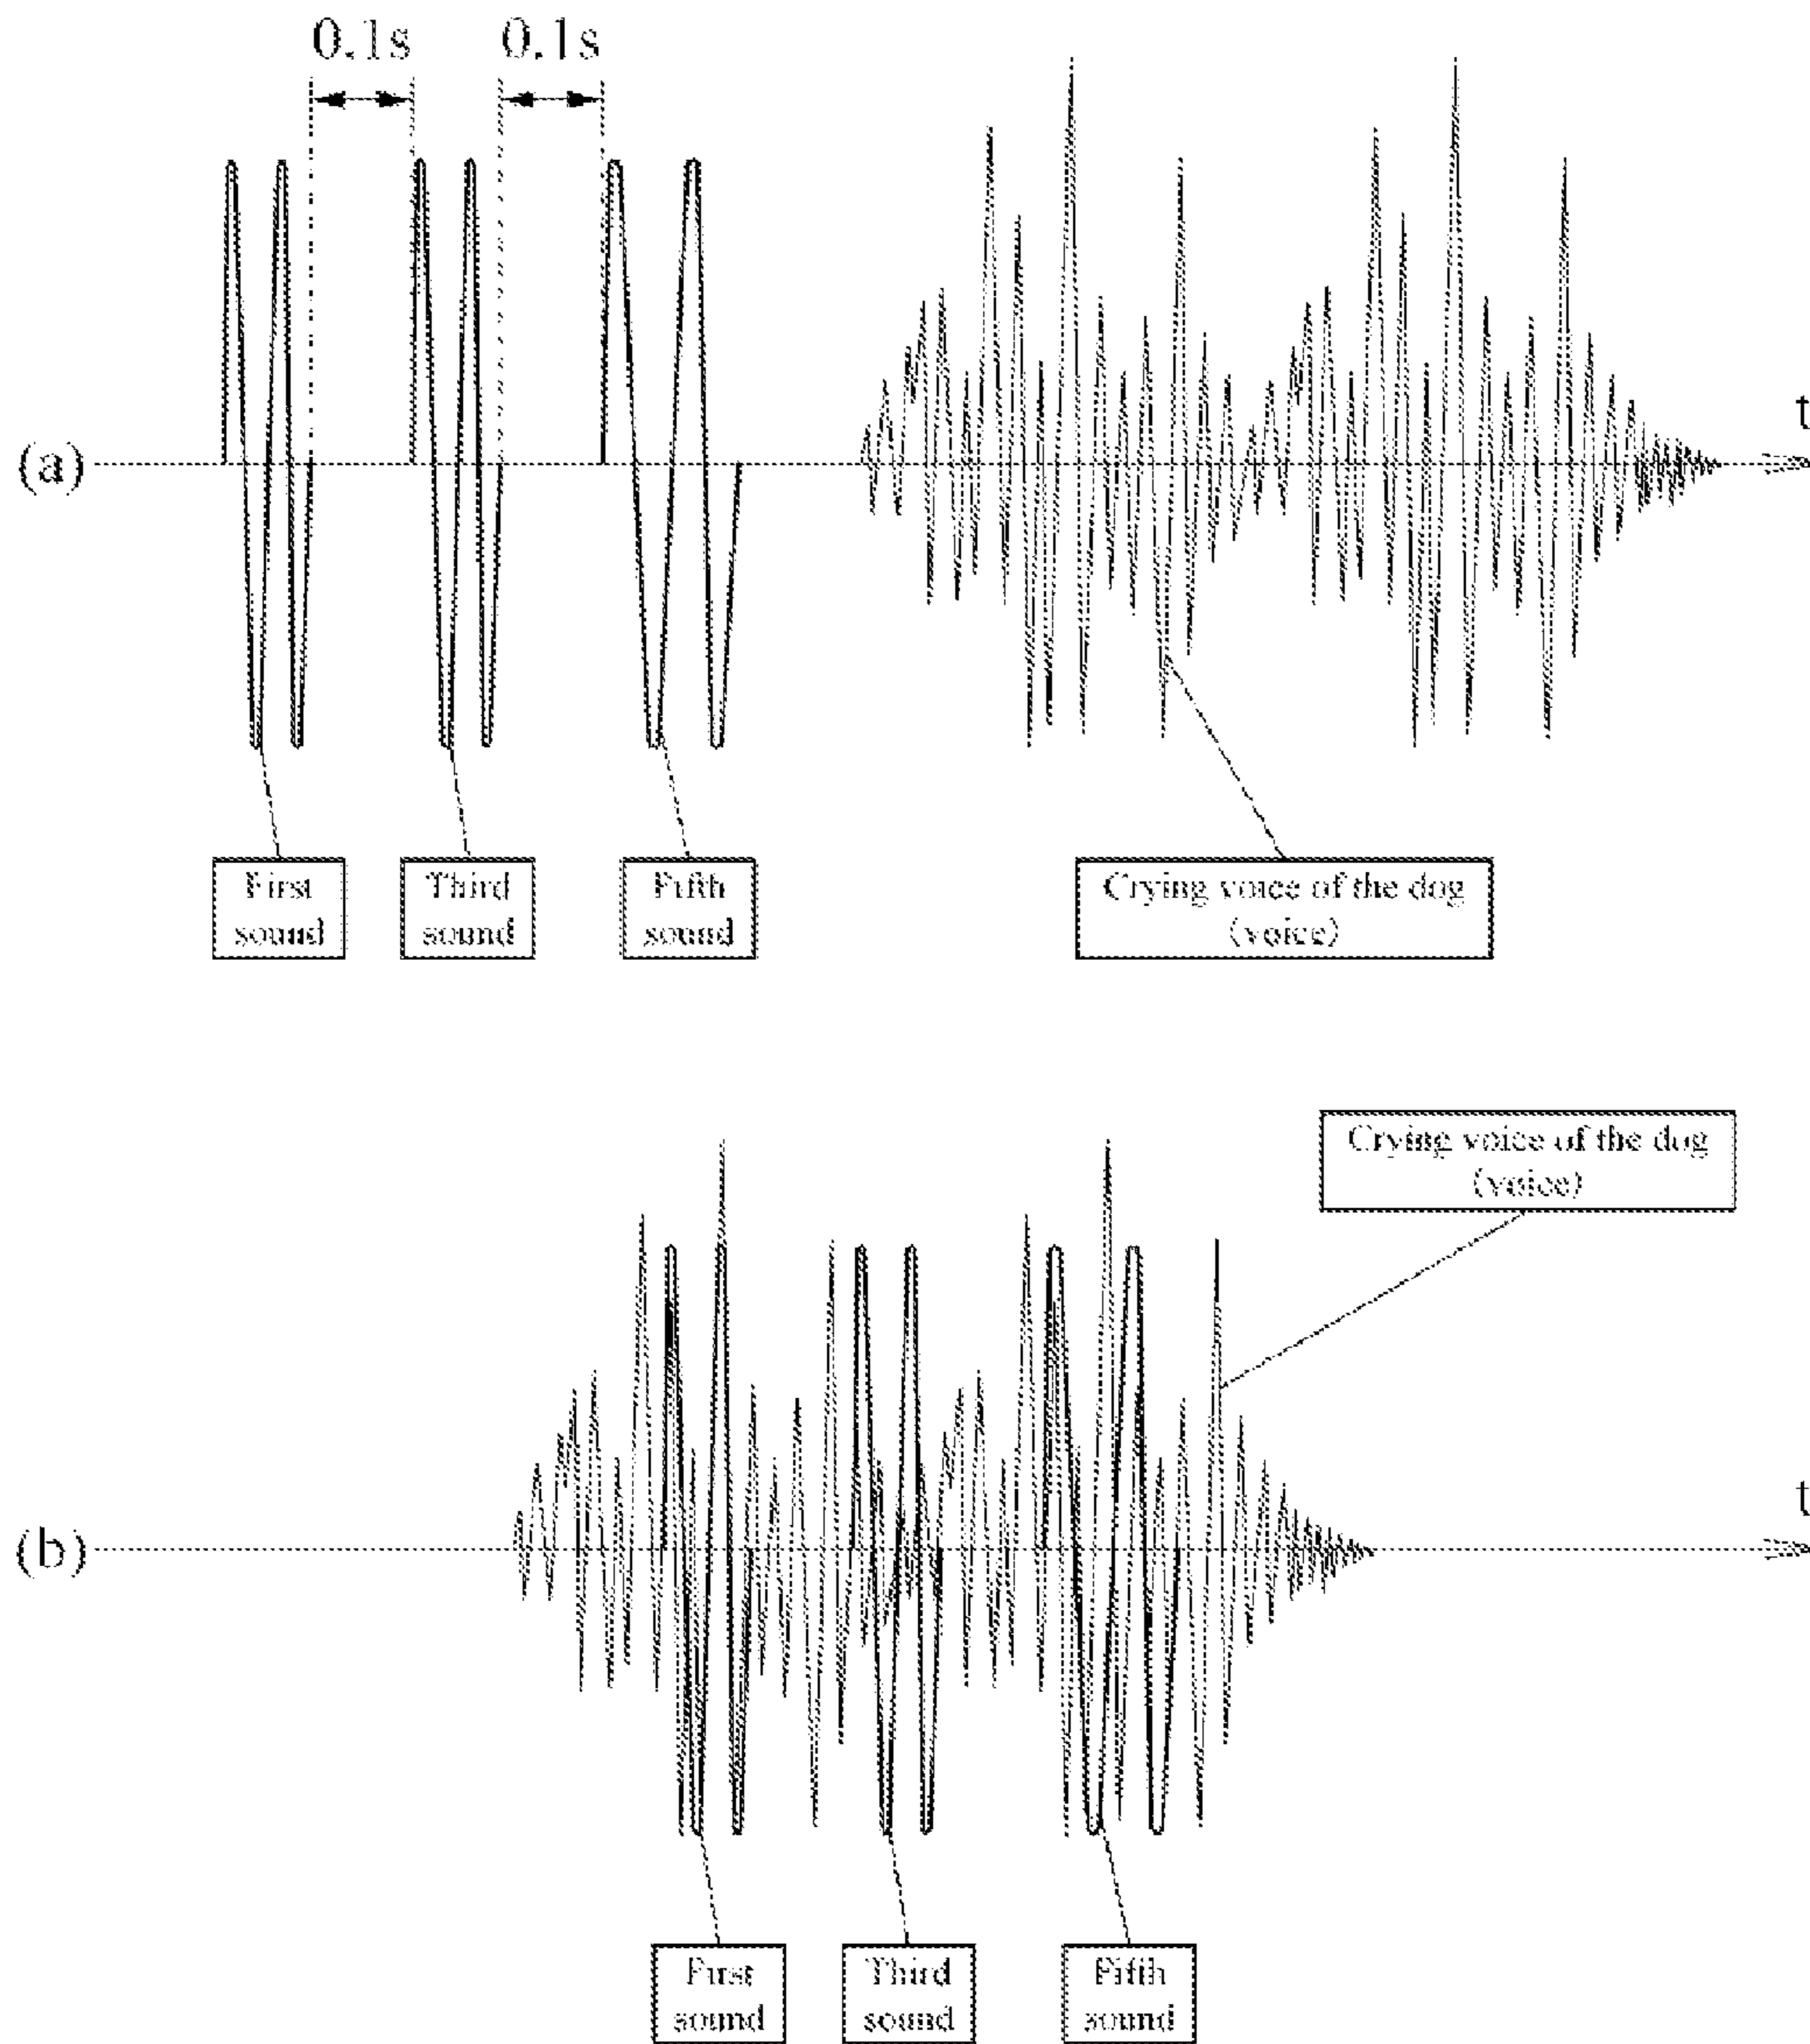 0.1s 0.1s
t
(a)
First
sound
Third
sound
Fifth
sound
Crying voice of the dog
(voice)
Crying voice of the dog
(voice)
t
(b)
First
sound
Third
sound
Fifth
sound